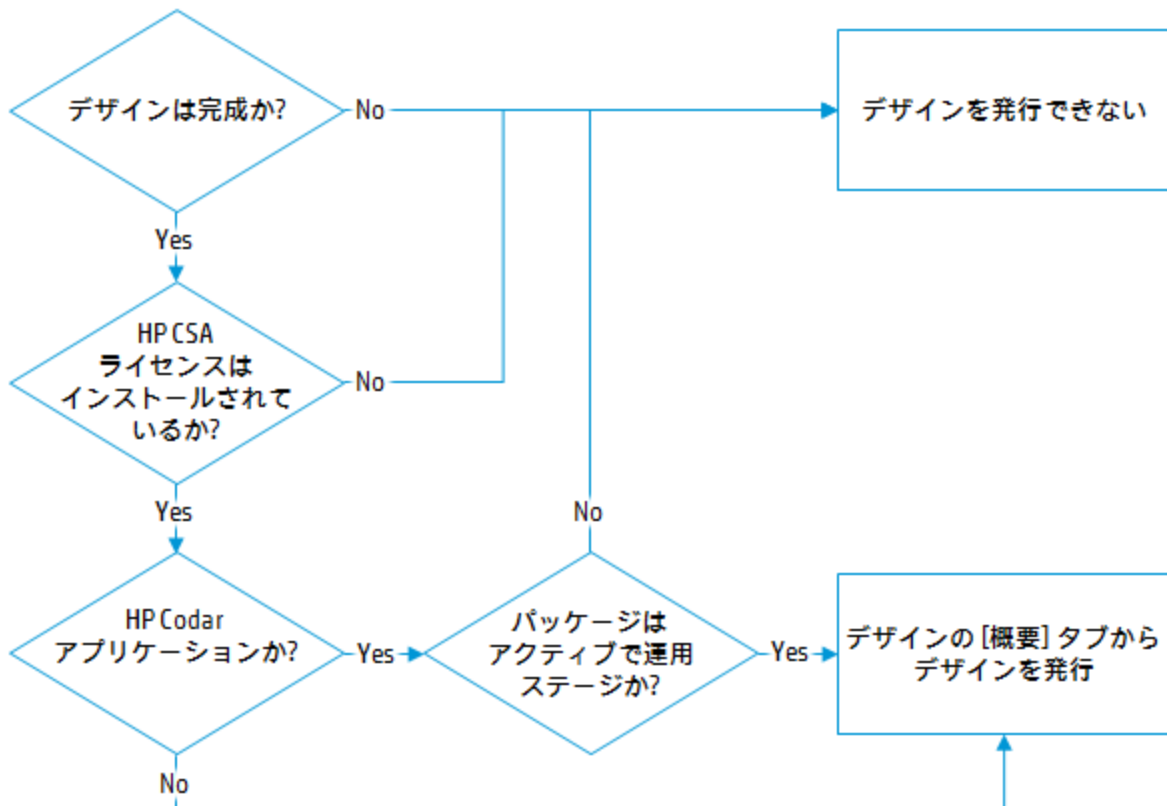 デザインは完成か?
No
デザインを発行できない
Yes
HP CSA
ライセンスは
インストールされて
いるか?
No
Yes
No
HP Codar
アプリケーションか?
Yes
パッケージは
アクティブで運用
ステージか?
Yes
デザインの [概要] タブから
デザインを発行
No